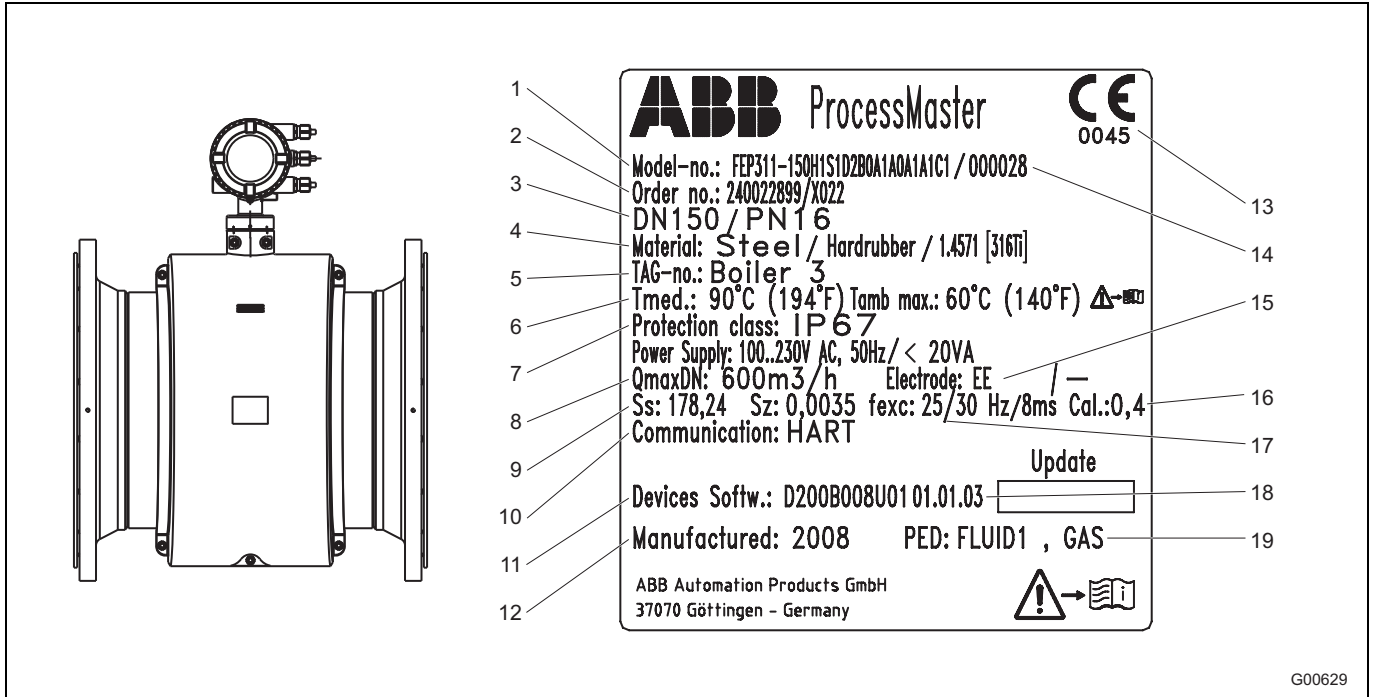 ABB ProcessMaster CE
0045
Model-no.: FEP311-150H1S1D2B0A1A0A1A1C1 / 000028
Order no.: 240022899/X022
DN150 / PN16
Material: Steel / Hardrubber / 1.4571 [316Ti]
TAG-no.: Boiler 3
Tmed.: 90°C (194°F) Tamb max.: 60°C (140°F)
Protection class: IP67
Power Supply: 100..230V AC, 50Hz / < 20VA
QmaxDN: 600m3/h Electrode: EE / —
Ss: 178,24 Sz: 0,0035 fexc: 25/30 Hz/8ms Cal.:0,4
Communication: HART
Update
Devices Softw.: D200B008U01 01.01.03
Manufactured: 2008 PED: FLUID1 , GAS
ABB Automation Products GmbH
37070 Göttingen - Germany
1
2
3
4
5
6
7
8
9
10
11
12
13
14
15
16
17
18
19
G00629